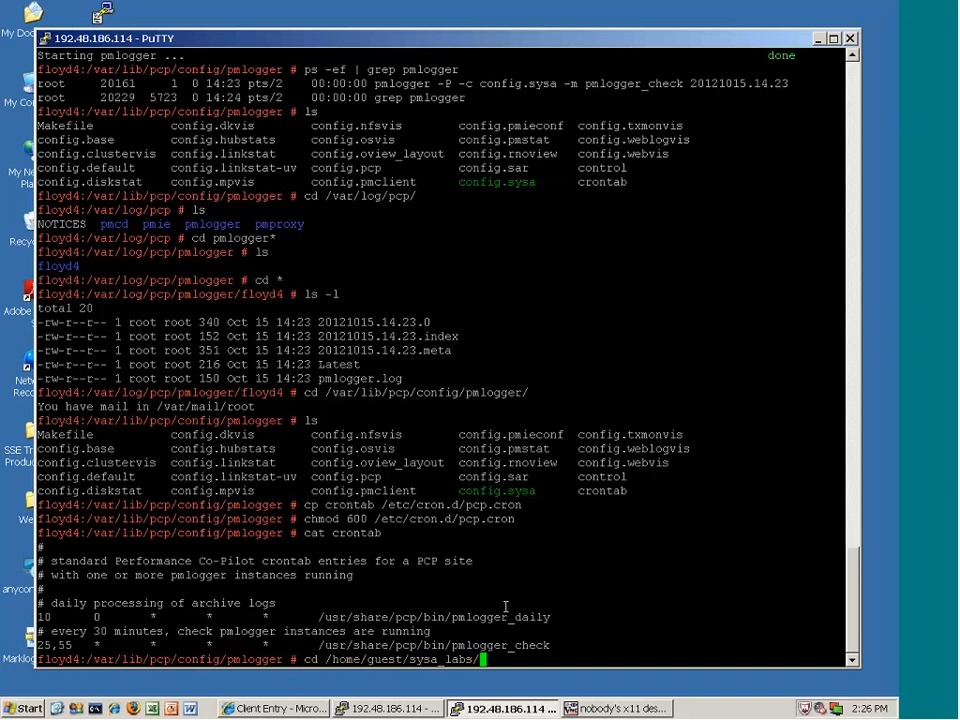 My Doc
192.48.186.114 - PuTTY
Starting pmlogger ... done
floyd4:/var/lib/pcp/config/pmlogger # ps -ef | grep pmlogger
root 20161 1 0 14:23 pts/2 00:00:00 pmlogger -P -c config.sysa -m pmlogger_check 20121015.14.23
root 20229 5723 0 14:24 pts/2 00:00:00 grep pmlogger
floyd4:/var/lib/pcp/config/pmlogger # ls
Makefile config.dkvis config.nfsvis config.pmieconf config.txmonvis
config.base config.hubstats config.osvis config.pmstat config.weblogvis
config.clustervis config.linkstat config.oview_layout config.rnoview config.webvis
config.default config.linkstat-uv config.pcp config.sar control
config.diskstat config.mpvis config.pmclient config.sysa crontab
floyd4:/var/lib/pcp/config/pmlogger # cd /var/log/pcp/
floyd4:/var/log/pcp # ls
NOTICES pmcd pmie pmlogger pmproxy
floyd4:/var/log/pcp # cd pmlogger*
floyd4:/var/log/pcp/pmlogger # ls
floyd4
floyd4:/var/log/pcp/pmlogger # cd *
floyd4:/var/log/pcp/pmlogger/floyd4 # ls -l
total 20
-rw-r--r-- 1 root root 340 Oct 15 14:23 20121015.14.23.0
-rw-r--r-- 1 root root 152 Oct 15 14:23 20121015.14.23.index
-rw-r--r-- 1 root root 351 Oct 15 14:23 20121015.14.23.meta
-rw-r--r-- 1 root root 216 Oct 15 14:23 Latest
-rw-r--r-- 1 root root 150 Oct 15 14:23 pmlogger.log
floyd4:/var/log/pcp/pmlogger/floyd4 # cd /var/lib/pcp/config/pmlogger/
You have mail in /var/mail/root
floyd4:/var/lib/pcp/config/pmlogger # ls
Makefile config.dkvis config.nfsvis config.pmieconf config.txmonvis
config.base config.hubstats config.osvis config.pmstat config.weblogvis
config.clustervis config.linkstat config.oview_layout config.rnoview config.webvis
config.default config.linkstat-uv config.pcp config.sar control
config.diskstat config.mpvis config.pmclient config.sysa crontab
floyd4:/var/lib/pcp/config/pmlogger # cp crontab /etc/cron.d/pcp.cron
floyd4:/var/lib/pcp/config/pmlogger # chmod 600 /etc/cron.d/pcp.cron
floyd4:/var/lib/pcp/config/pmlogger # cat crontab
#
# standard Performance Co-Pilot crontab entries for a PCP site
# with one or more pmlogger instances running
#
# daily processing of archive logs
10 0 * * * /usr/share/pcp/bin/pmlogger_daily
# every 30 minutes, check pmlogger instances are running
25,55 * * * * /usr/share/pcp/bin/pmlogger_check
floyd4:/var/lib/pcp/config/pmlogger # cd /home/guest/sysa_labs/
My Co
My Ne
Pla
Recy
Adobe
Net
Reco
SSE Tr
Produ
We
anycon
Marklo
Start
Client Entry - Micro...
192.48.186.114 - ...
192.48.186.114 ...
nobody's x11 des...
2:26 PM